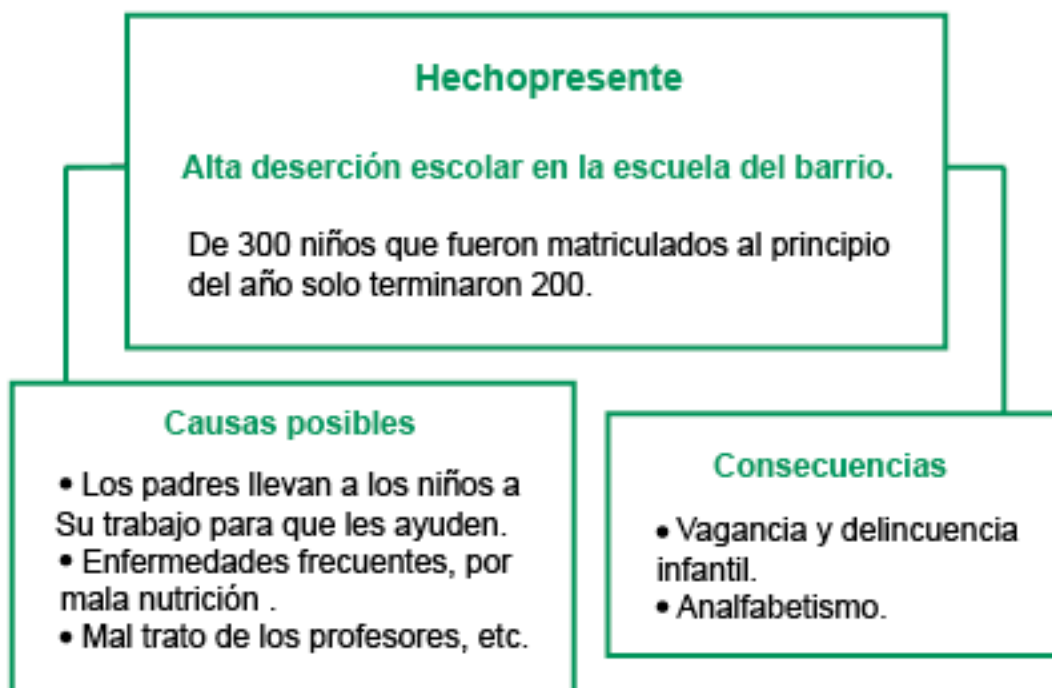 Hechopresente
Alta deserción escolar en la escuela del barrio.
De 300 niños que fueron matriculados al principio
del año solo terminaron 200.
Causas posibles
• Los padres llevan a los niños a
Su trabajo para que les ayuden.
• Enfermedades frecuentes, por
mala nutrición .
• Mal trato de los profesores, etc.
Consecuencias
• Vagancia y delincuencia
infantil.
• Analfabetismo.